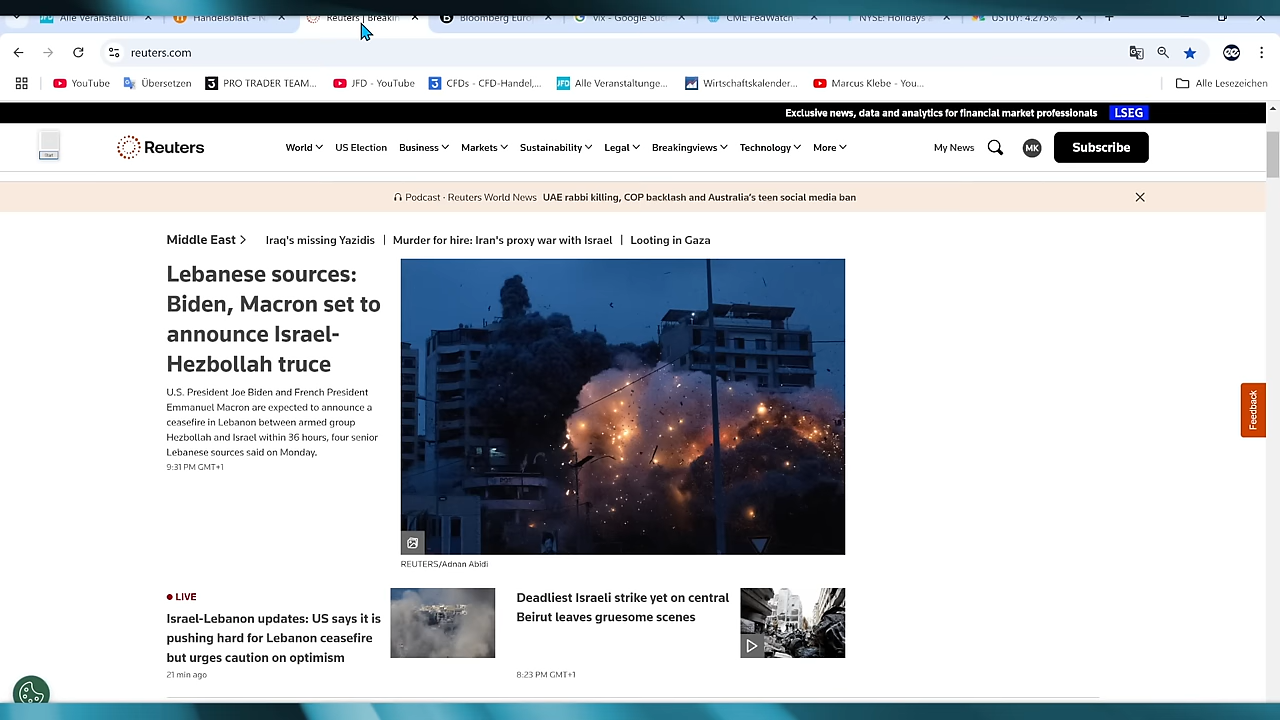 Alle Veranstalt
Handelsblatt - N
Reuters | Breakin
Bloomberg Euro
Vix - Google Suc
CME FedWatch
NYSE: Holidays
US10Y: 4.275%
reuters.com
YouTube
Übersetzen
PRO TRADER TEAM...
JFD - YouTube
CFDs - CFD-Handel,...
JFD
Alle Veranstaltunge...
Wirtschaftskalender...
Marcus Klebe - You...
Alle Lesezeichen
Exclusive news, data and analytics for financial market professionals
LSEG
Reuters
World
US Election
Business
Markets
Sustainability
Legal
Breakingviews
Technology
More
My News
MK
Subscribe
Podcast · Reuters World News UAE rabbi killing, COP backlash and Australia's teen social media ban
Middle East
Iraq's missing Yazidis | Murder for hire: Iran's proxy war with Israel | Looting in Gaza
Lebanese sources:
Biden, Macron set to
announce Israel-
Hezbollah truce
U.S. President Joe Biden and French President
Emmanuel Macron are expected to announce a
ceasefire in Lebanon between armed group
Hezbollah and Israel within 36 hours, four senior
Lebanese sources said on Monday.
9:31 PM GMT+1
REUTERS/Adnan Abidi
Feedback
LIVE
Israel-Lebanon updates: US says it is
pushing hard for Lebanon ceasefire
but urges caution on optimism
21 min ago
Deadliest Israeli strike yet on central
Beirut leaves gruesome scenes
8:23 PM GMT+1